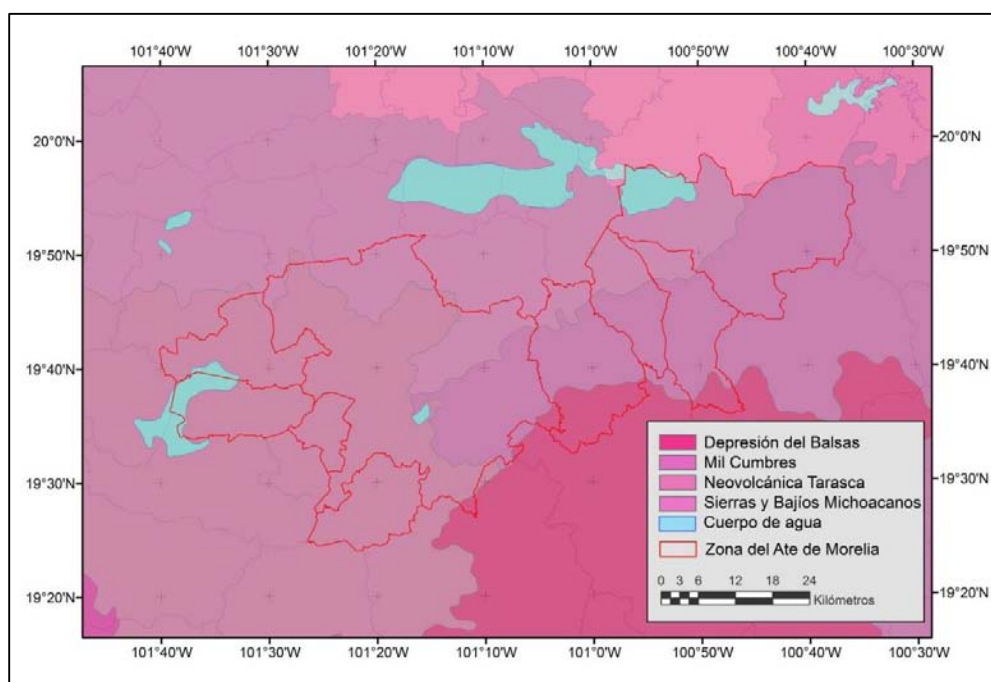 101°40'W 101°30'W 101°20'W 101°10'W 101°0'W 100°50'W 100°40'W 100°30'W
20°0'N 20°0'N
19°50'N 19°50'N
19°40'N 19°40'N
19°30'N 19°30'N
19°20'N 19°20'N
Depresión del Balsas
Mil Cumbres
Neovolcánica Tarasca
Sierras y Bajíos Michoacanos
Cuerpo de agua
Zona del Ate de Morelia
0 3 6 12 18 24
Kilómetros
101°40'W 101°30'W 101°20'W 101°10'W 101°0'W 100°50'W 100°40'W 100°30'W